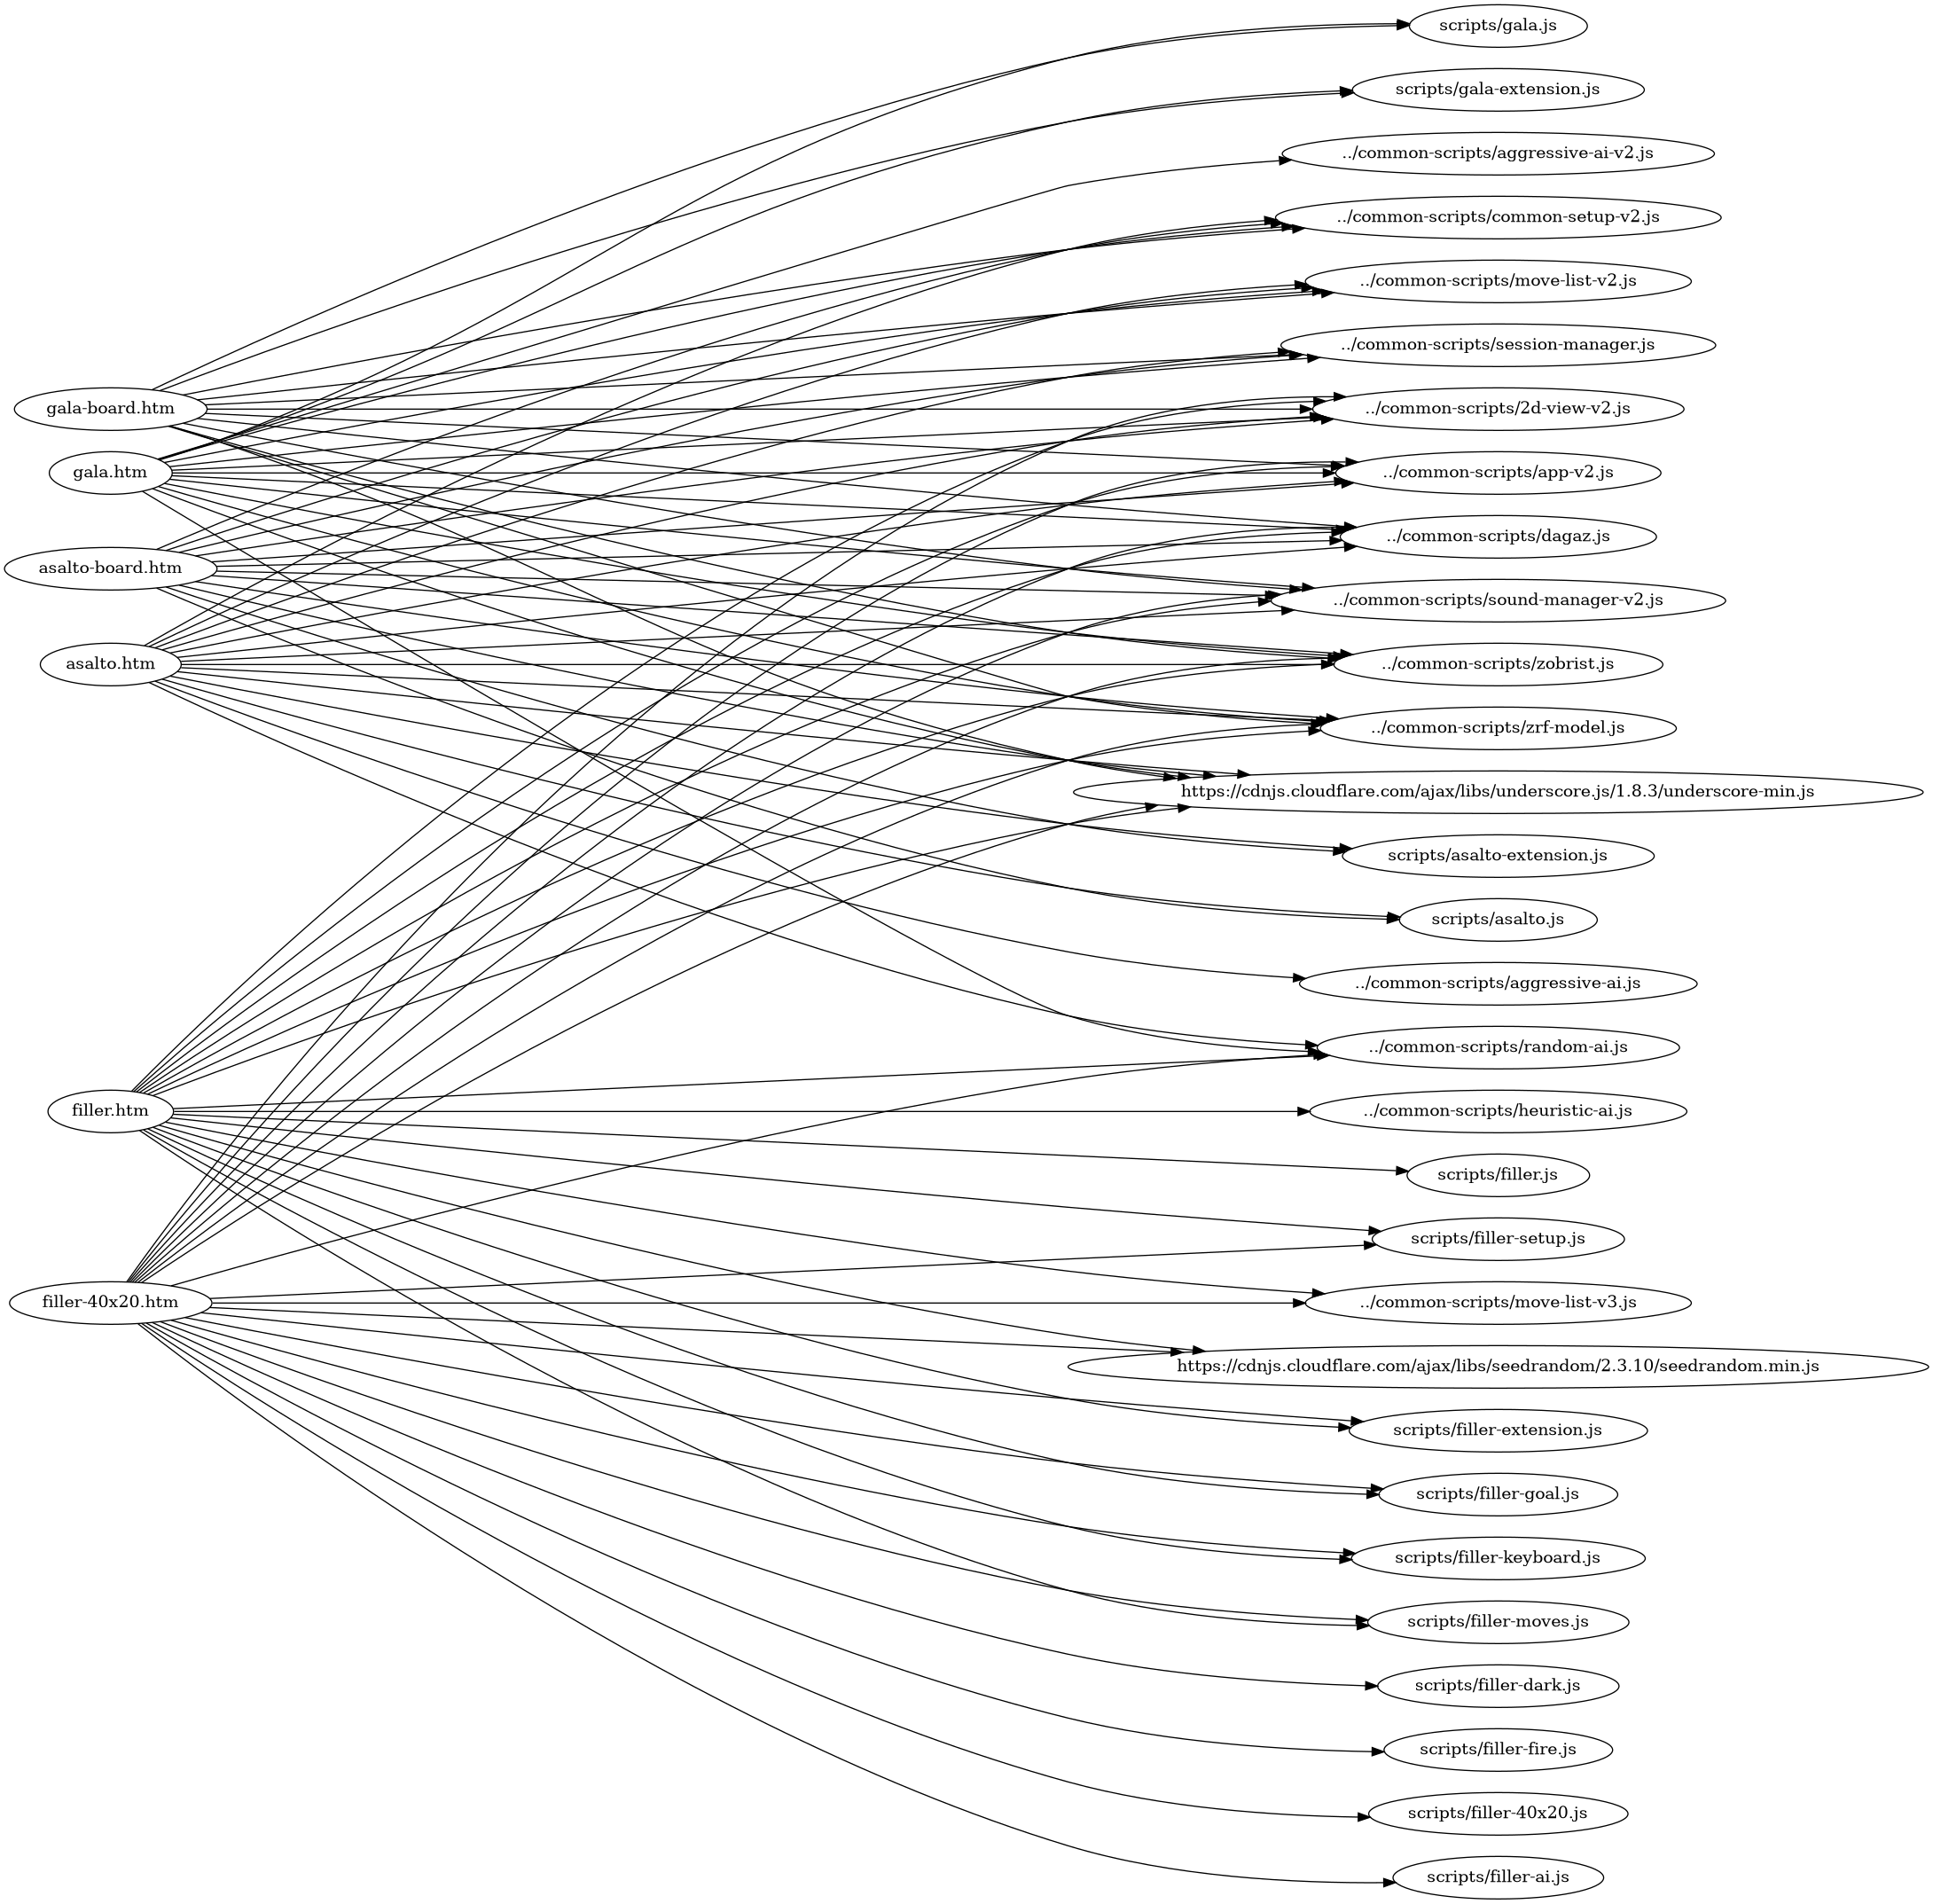 scripts/gala.js
scripts/gala-extension.js
../common-scripts/aggressive-ai-v2.js
../common-scripts/common-setup-v2.js
../common-scripts/move-list-v2.js
../common-scripts/session-manager.js
gala-board.htm
../common-scripts/2d-view-v2.js
gala.htm
../common-scripts/app-v2.js
../common-scripts/dagaz.js
asalto-board.htm
../common-scripts/sound-manager-v2.js
asalto.htm
../common-scripts/zobrist.js
../common-scripts/zrf-model.js
https://cdnjs.cloudflare.com/ajax/libs/underscore.js/1.8.3/underscore-min.js
scripts/asalto-extension.js
scripts/asalto.js
../common-scripts/aggressive-ai.js
../common-scripts/random-ai.js
filler.htm
../common-scripts/heuristic-ai.js
scripts/filler.js
scripts/filler-setup.js
filler-40x20.htm
../common-scripts/move-list-v3.js
https://cdnjs.cloudflare.com/ajax/libs/seedrandom/2.3.10/seedrandom.min.js
scripts/filler-extension.js
scripts/filler-goal.js
scripts/filler-keyboard.js
scripts/filler-moves.js
scripts/filler-dark.js
scripts/filler-fire.js
scripts/filler-40x20.js
scripts/filler-ai.js